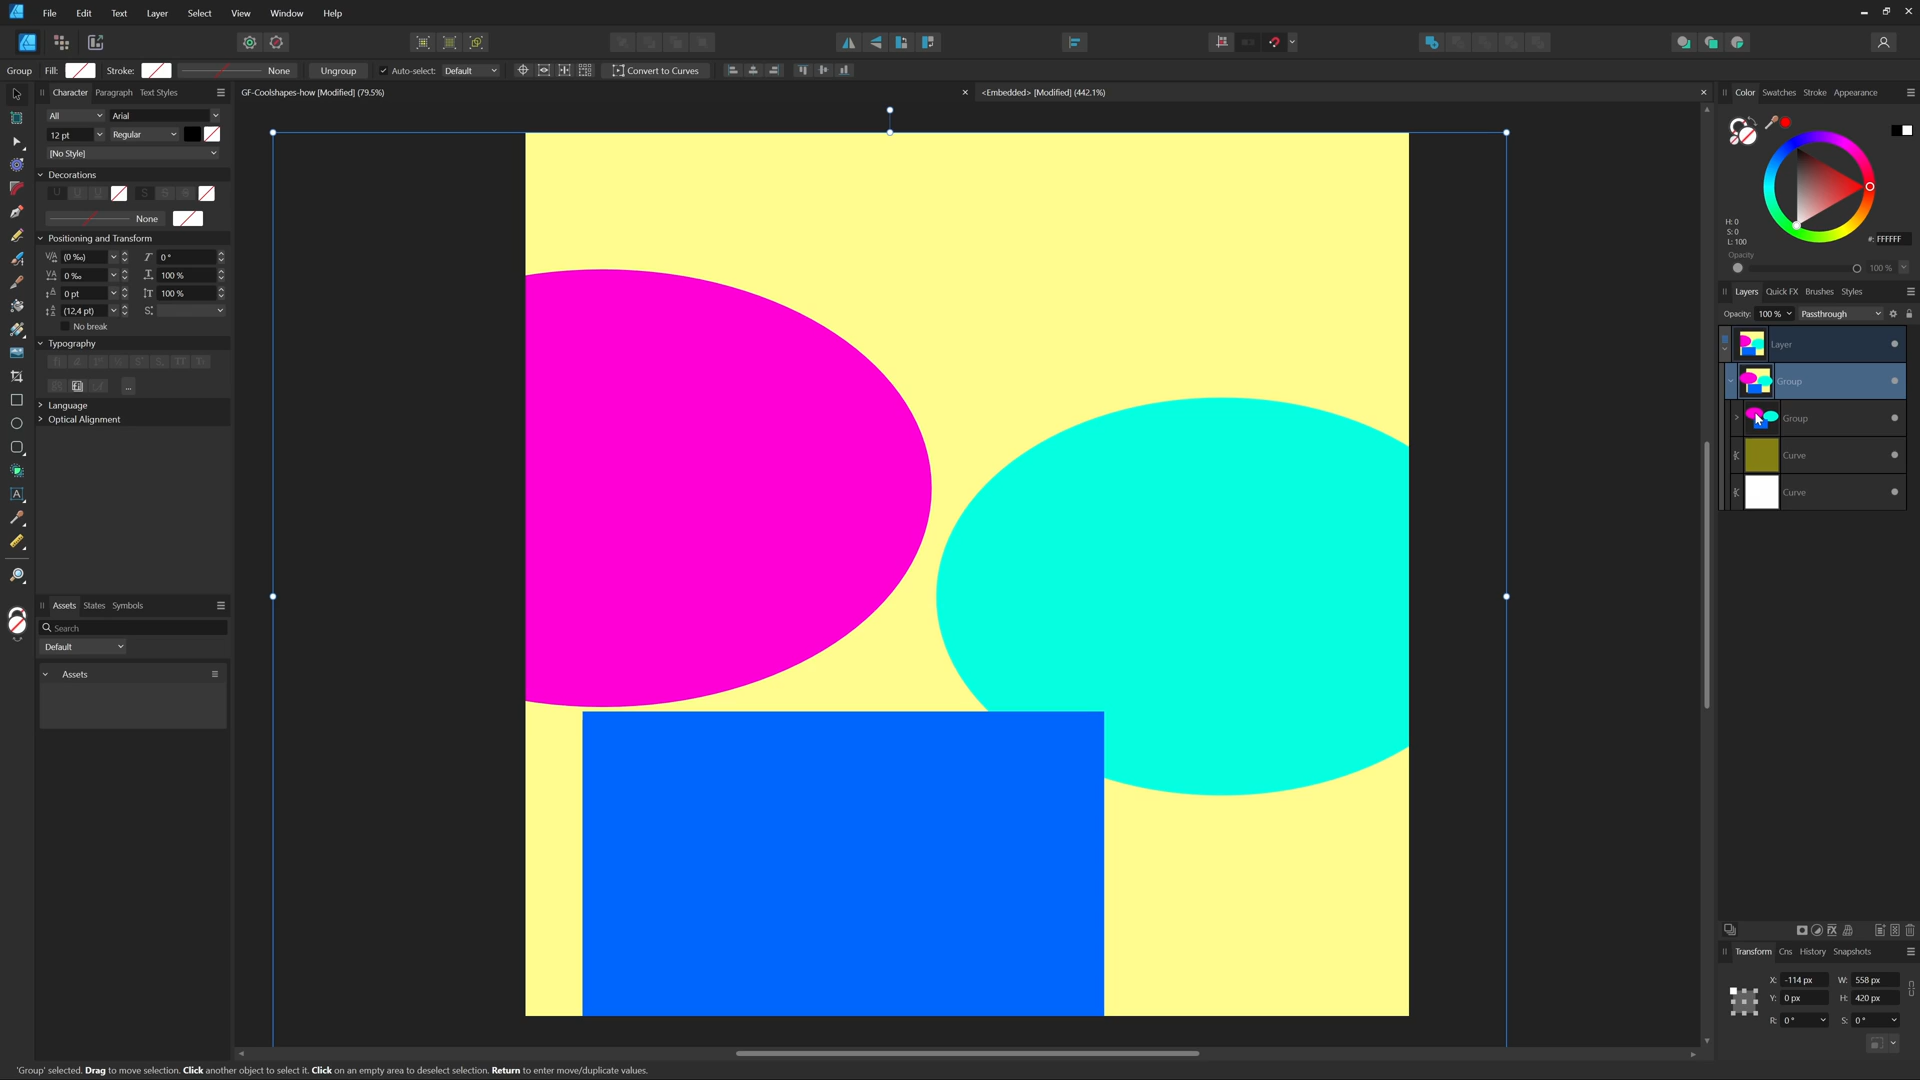 File Edit Text Layer Select View Window Help
Group Fill: Stroke: None Ungroup Auto-select: Default Convert to Curves
Character Paragraph Text Styles
GF-Coolshapes-how [Modified] (79.5%)
<Embedded> [Modified] (442.1%)
All Arial
12 pt Regular
[No Style]
Decorations
None
Positioning and Transform
(0 ‰) 0 °
0 ‰ 100 %
0 pt 100 %
(12,4 pt)
No break
Typography
...
Language
Optical Alignment
Assets States Symbols
Search
Default
Assets
Color Swatches Stroke Appearance
H: 0
S: 0
L: 100
#: FFFFFF
Opacity
100 %
Layers Quick FX Brushes Styles
Opacity: 100 % Passthrough
Layer
Group
Group
Curve
Curve
Transform Cns History Snapshots
X: -114 px W: 558 px
Y: 0 px H: 420 px
R: 0 ° S: 0 °
'Group' selected. Drag to move selection. Click another object to select it. Click on an empty area to deselect selection. Return to enter move/duplicate values.